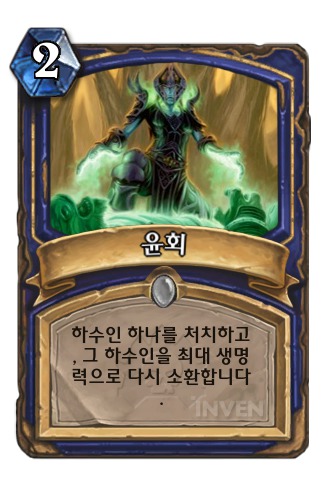 2
윤회
하수인 하나를 처치하고
, 그 하수인을 최대 생명
력으로 다시 소환합니다
.
INVEN